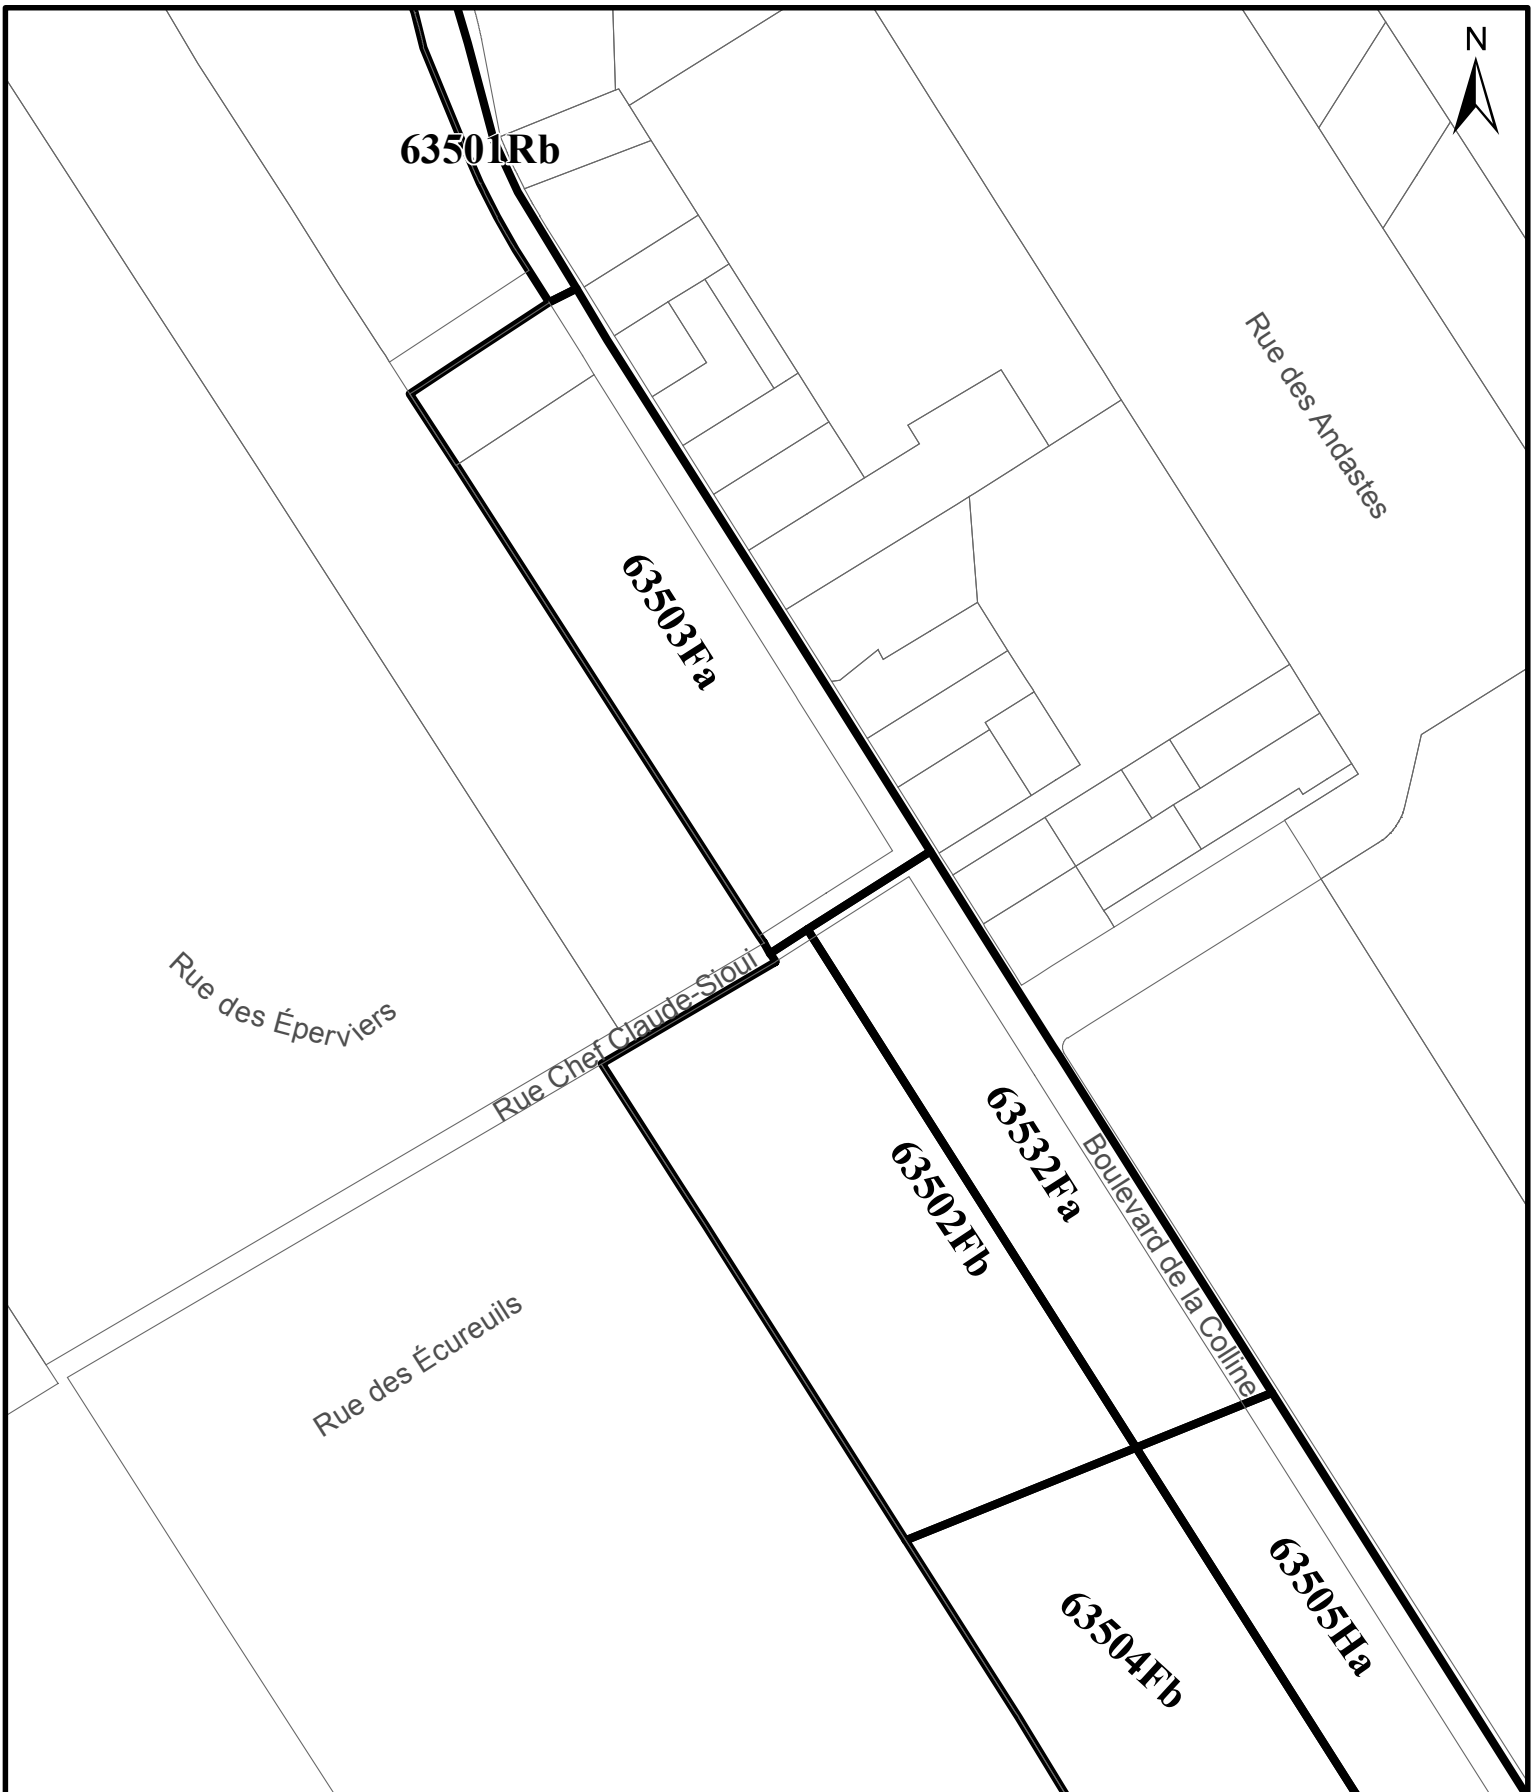 N
63501Rb
Rue des Andastes
63503Fa
Rue des Éperviers
Rue Chef Claude-Sioui
63532Fa
63502Fb
Boulevard de la Colline
Rue des Écureuils
63505Ha
63504Fb